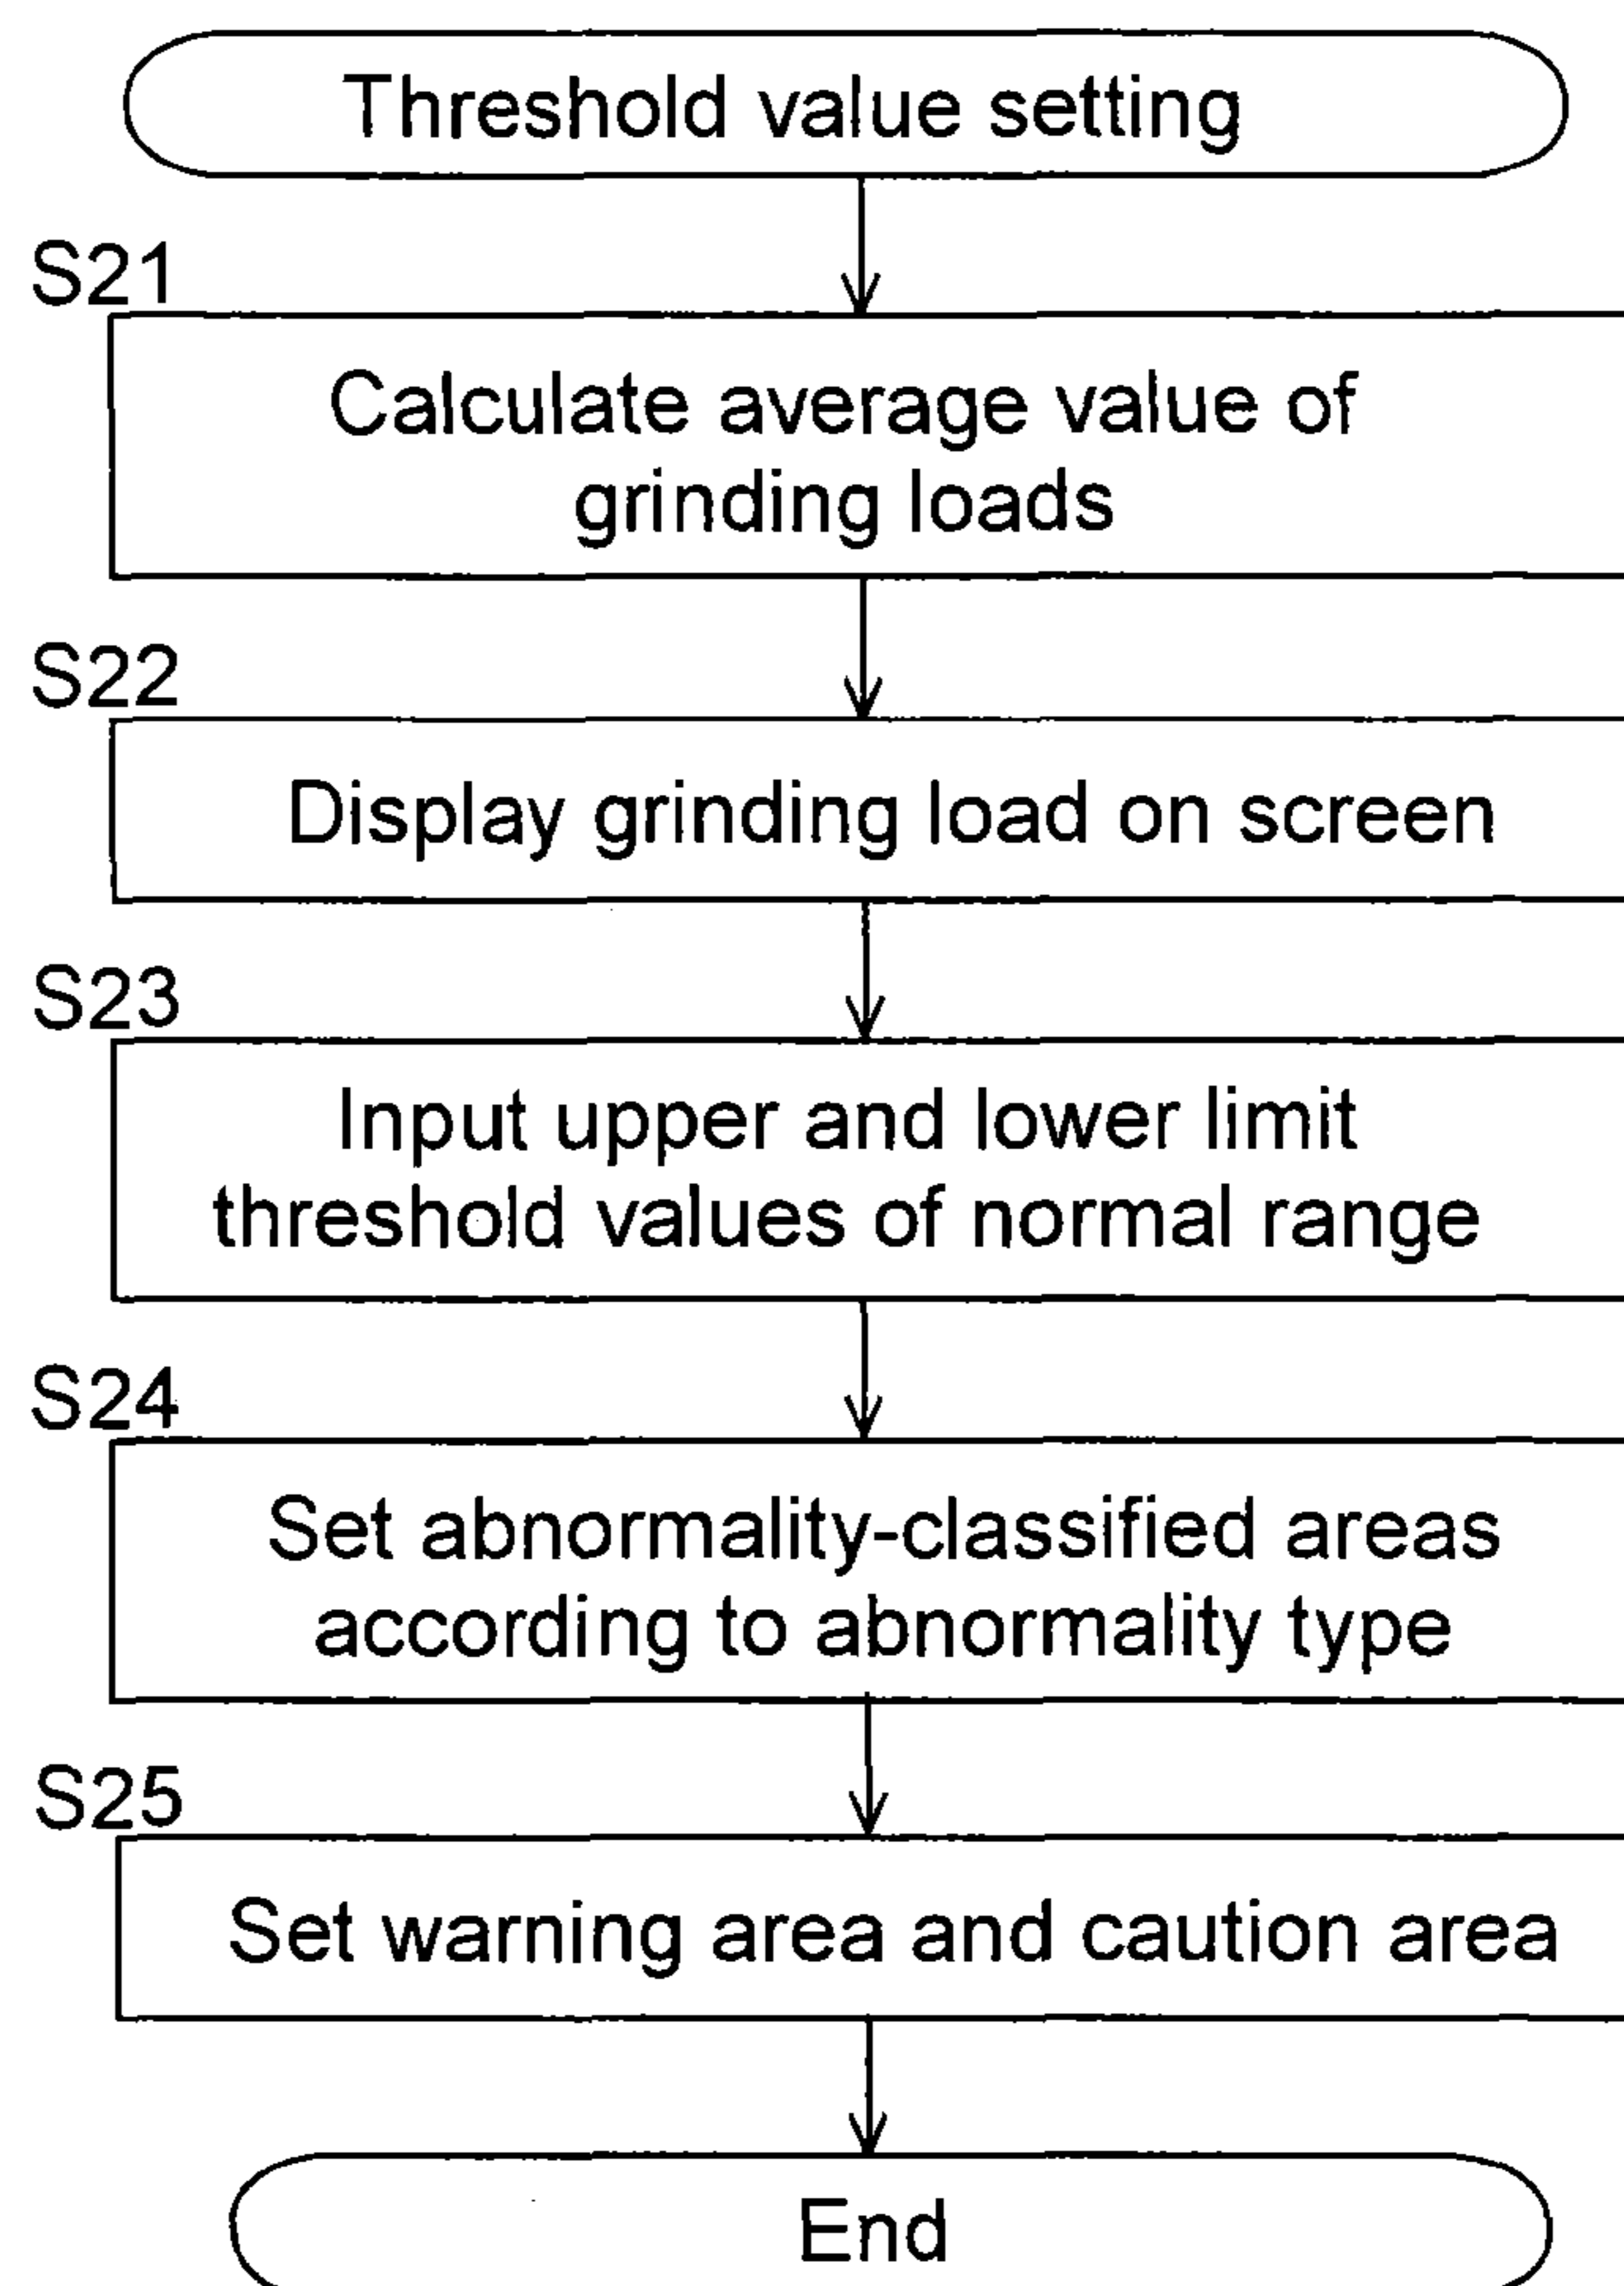 Threshold value setting
S21
Calculate average value of
grinding loads
S22
Display grinding load on screen
S23
Input upper and lower limit
threshold values of normal range
S24
Set abnormality-classified areas
according to abnormality type
S25
Set warning area and caution area
End